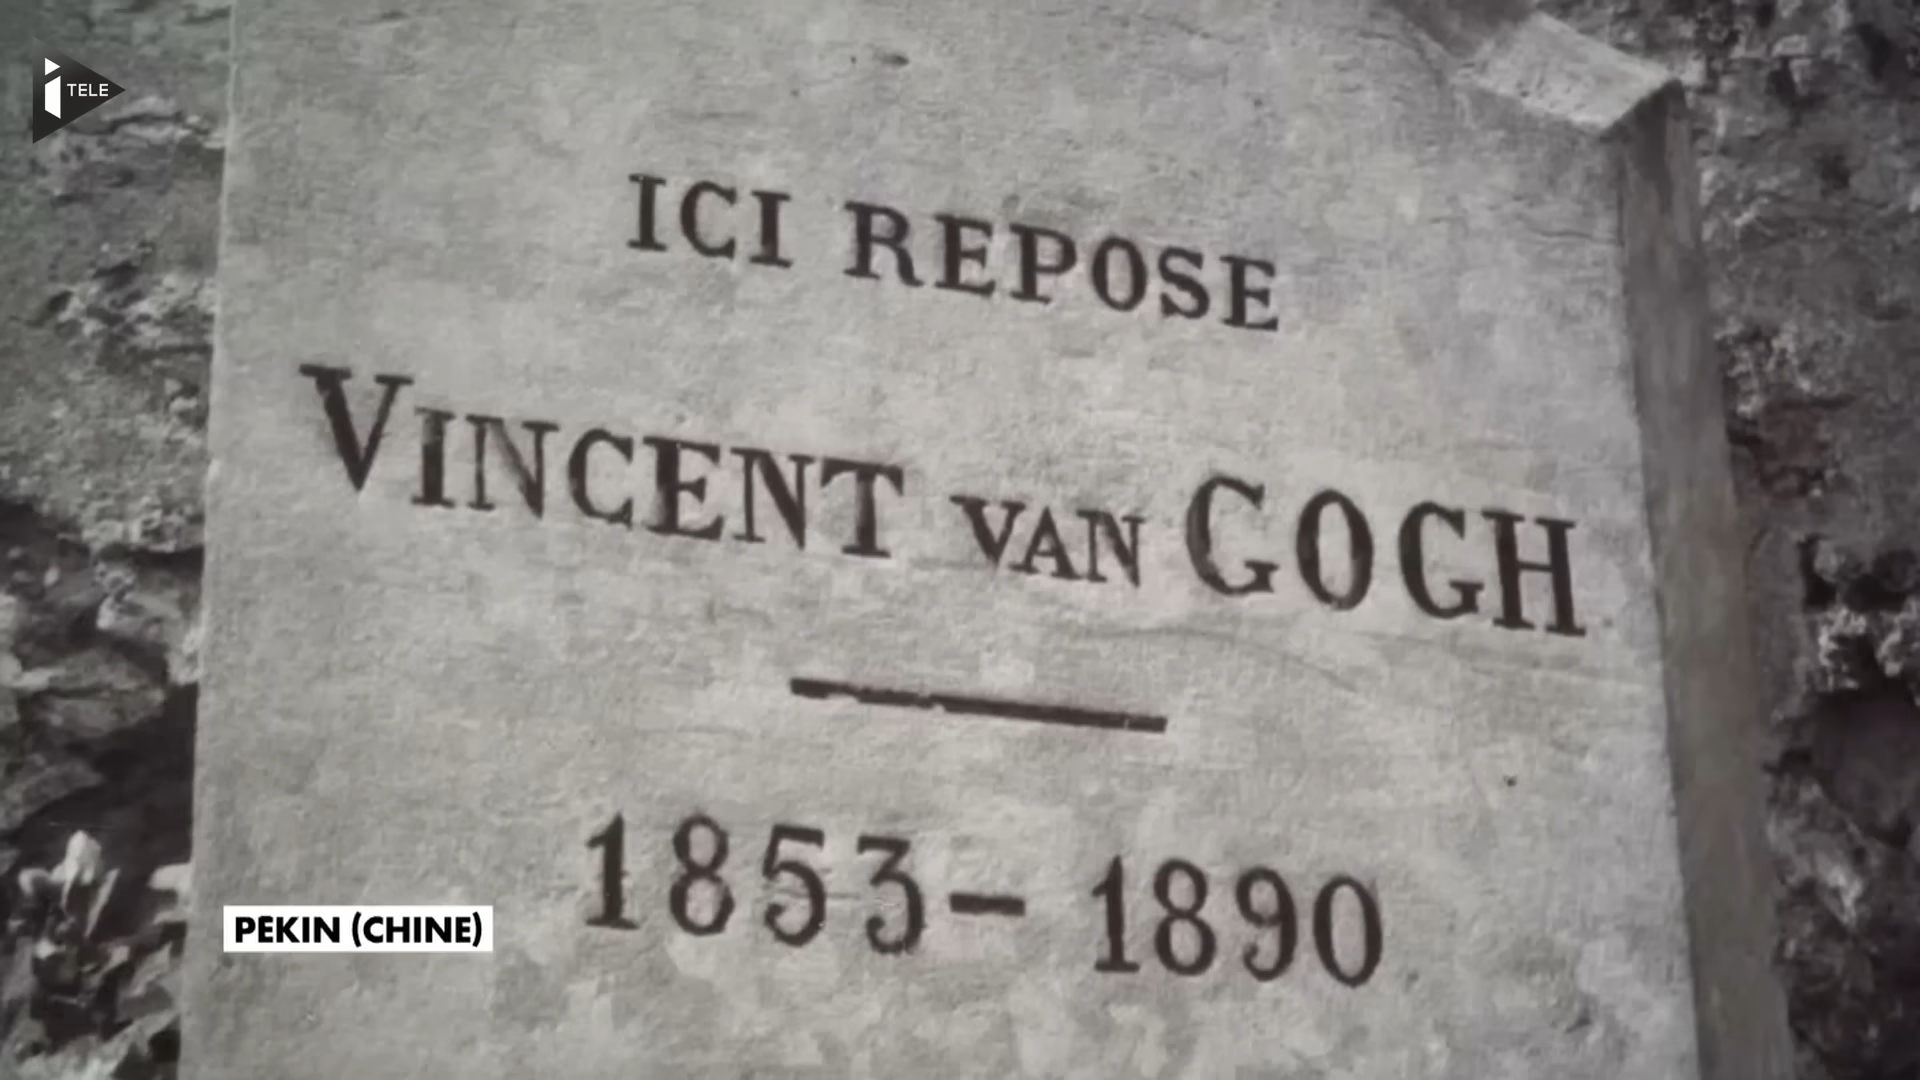 i TELE
ICI REPOSE
VINCENT VAN GOGH
1853 - 1890
PEKIN (CHINE)